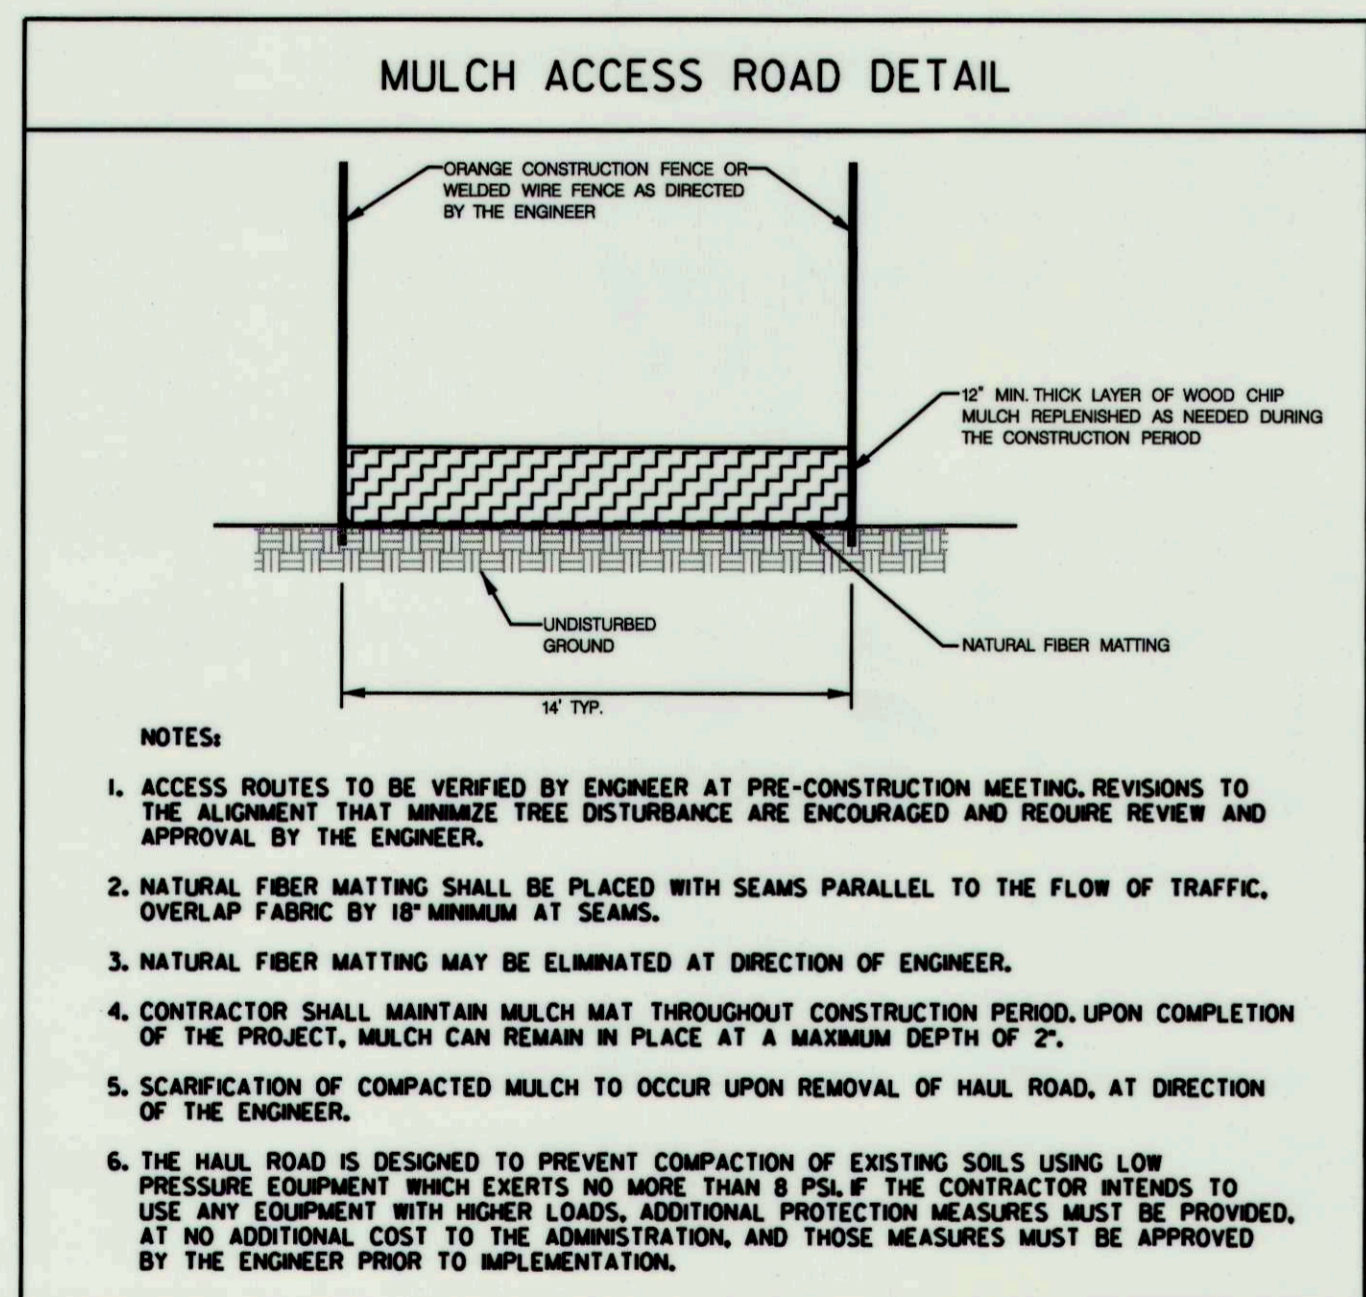 MULCH ACCESS ROAD DETAIL
ORANGE CONSTRUCTION FENCE OR
WELDED WIRE FENCE AS DIRECTED
BY THE ENGINEER
12" MIN. THICK LAYER OF WOOD CHIP
MULCH REPLENISHED AS NEEDED DURING
THE CONSTRUCTION PERIOD
UNDISTURBED
GROUND
NATURAL FIBER MATTING
14' TYP.
NOTES:
1. ACCESS ROUTES TO BE VERIFIED BY ENGINEER AT PRE-CONSTRUCTION MEETING. REVISIONS TO
THE ALIGNMENT THAT MINIMIZE TREE DISTURBANCE ARE ENCOURAGED AND REQUIRE REVIEW AND
APPROVAL BY THE ENGINEER.
2. NATURAL FIBER MATTING SHALL BE PLACED WITH SEAMS PARALLEL TO THE FLOW OF TRAFFIC.
OVERLAP FABRIC BY 18" MINIMUM AT SEAMS.
3. NATURAL FIBER MATTING MAY BE ELIMINATED AT DIRECTION OF ENGINEER.
4. CONTRACTOR SHALL MAINTAIN MULCH MAT THROUGHOUT CONSTRUCTION PERIOD. UPON COMPLETION
OF THE PROJECT, MULCH CAN REMAIN IN PLACE AT A MAXIMUM DEPTH OF 2".
5. SCARIFICATION OF COMPACTED MULCH TO OCCUR UPON REMOVAL OF HAUL ROAD, AT DIRECTION
OF THE ENGINEER.
6. THE HAUL ROAD IS DESIGNED TO PREVENT COMPACTION OF EXISTING SOILS USING LOW
PRESSURE EQUIPMENT WHICH EXERTS NO MORE THAN 8 PSI. IF THE CONTRACTOR INTENDS TO
USE ANY EQUIPMENT WITH HIGHER LOADS, ADDITIONAL PROTECTION MEASURES MUST BE PROVIDED,
AT NO ADDITIONAL COST TO THE ADMINISTRATION, AND THOSE MEASURES MUST BE APPROVED
BY THE ENGINEER PRIOR TO IMPLEMENTATION.